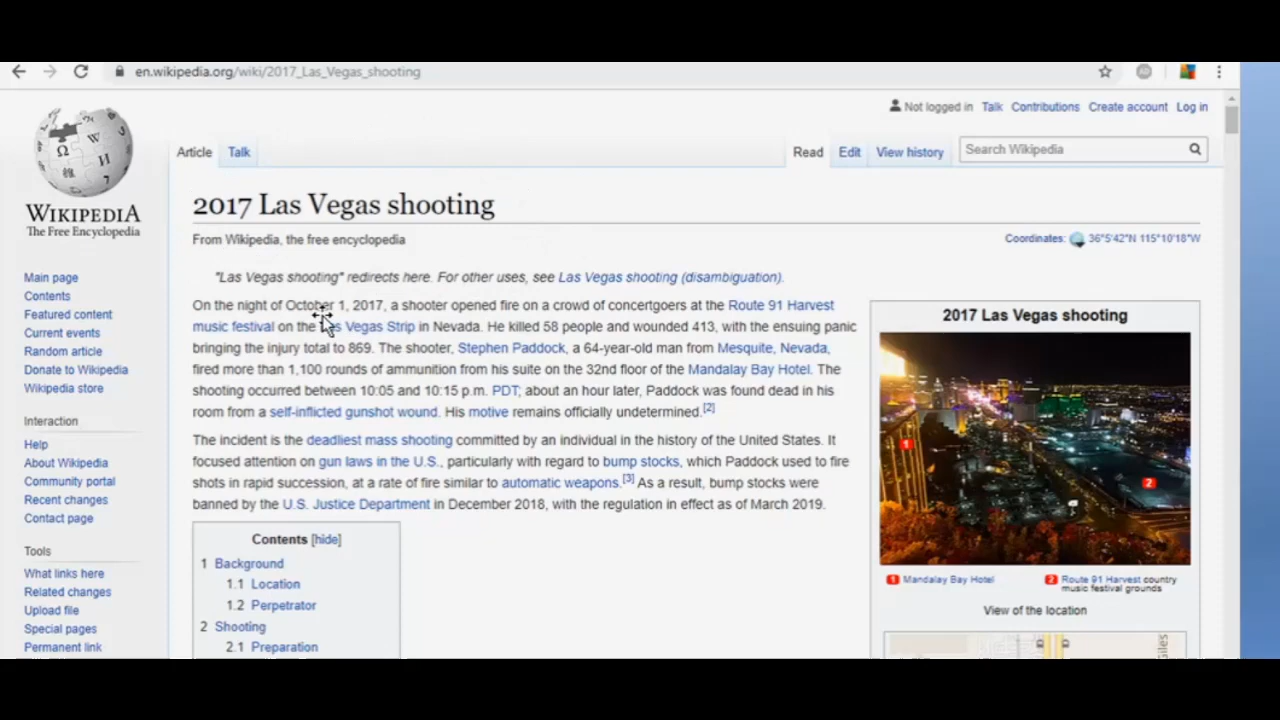 en.wikipedia.org/wiki/2017_Las_Vegas_shooting
Not logged in Talk Contributions Create account Log in
Article Talk Read Edit View history Search Wikipedia
WIKIPEDIA
The Free Encyclopedia
Main page
Contents
Featured content
Current events
Random article
Donate to Wikipedia
Wikipedia store
Interaction
Help
About Wikipedia
Community portal
Recent changes
Contact page
Tools
What links here
Related changes
Upload file
Special pages
Permanent link
2017 Las Vegas shooting
From Wikipedia, the free encyclopedia
Coordinates: 36°5′42″N 115°10′18″W
"Las Vegas shooting" redirects here. For other uses, see Las Vegas shooting (disambiguation).
On the night of October 1, 2017, a shooter opened fire on a crowd of concertgoers at the Route 91 Harvest
music festival on the Las Vegas Strip in Nevada. He killed 58 people and wounded 413, with the ensuing panic
bringing the injury total to 869. The shooter, Stephen Paddock, a 64-year-old man from Mesquite, Nevada,
fired more than 1,100 rounds of ammunition from his suite on the 32nd floor of the Mandalay Bay Hotel. The
shooting occurred between 10:05 and 10:15 p.m. PDT; about an hour later, Paddock was found dead in his
room from a self-inflicted gunshot wound. His motive remains officially undetermined.[2]
The incident is the deadliest mass shooting committed by an individual in the history of the United States. It
focused attention on gun laws in the U.S., particularly with regard to bump stocks, which Paddock used to fire
shots in rapid succession, at a rate of fire similar to automatic weapons.[3] As a result, bump stocks were
banned by the U.S. Justice Department in December 2018, with the regulation in effect as of March 2019.
Contents [hide]
1 Background
1.1 Location
1.2 Perpetrator
2 Shooting
2.1 Preparation
2017 Las Vegas shooting
1
2
1 Mandalay Bay Hotel
2 Route 91 Harvest country
music festival grounds
View of the location